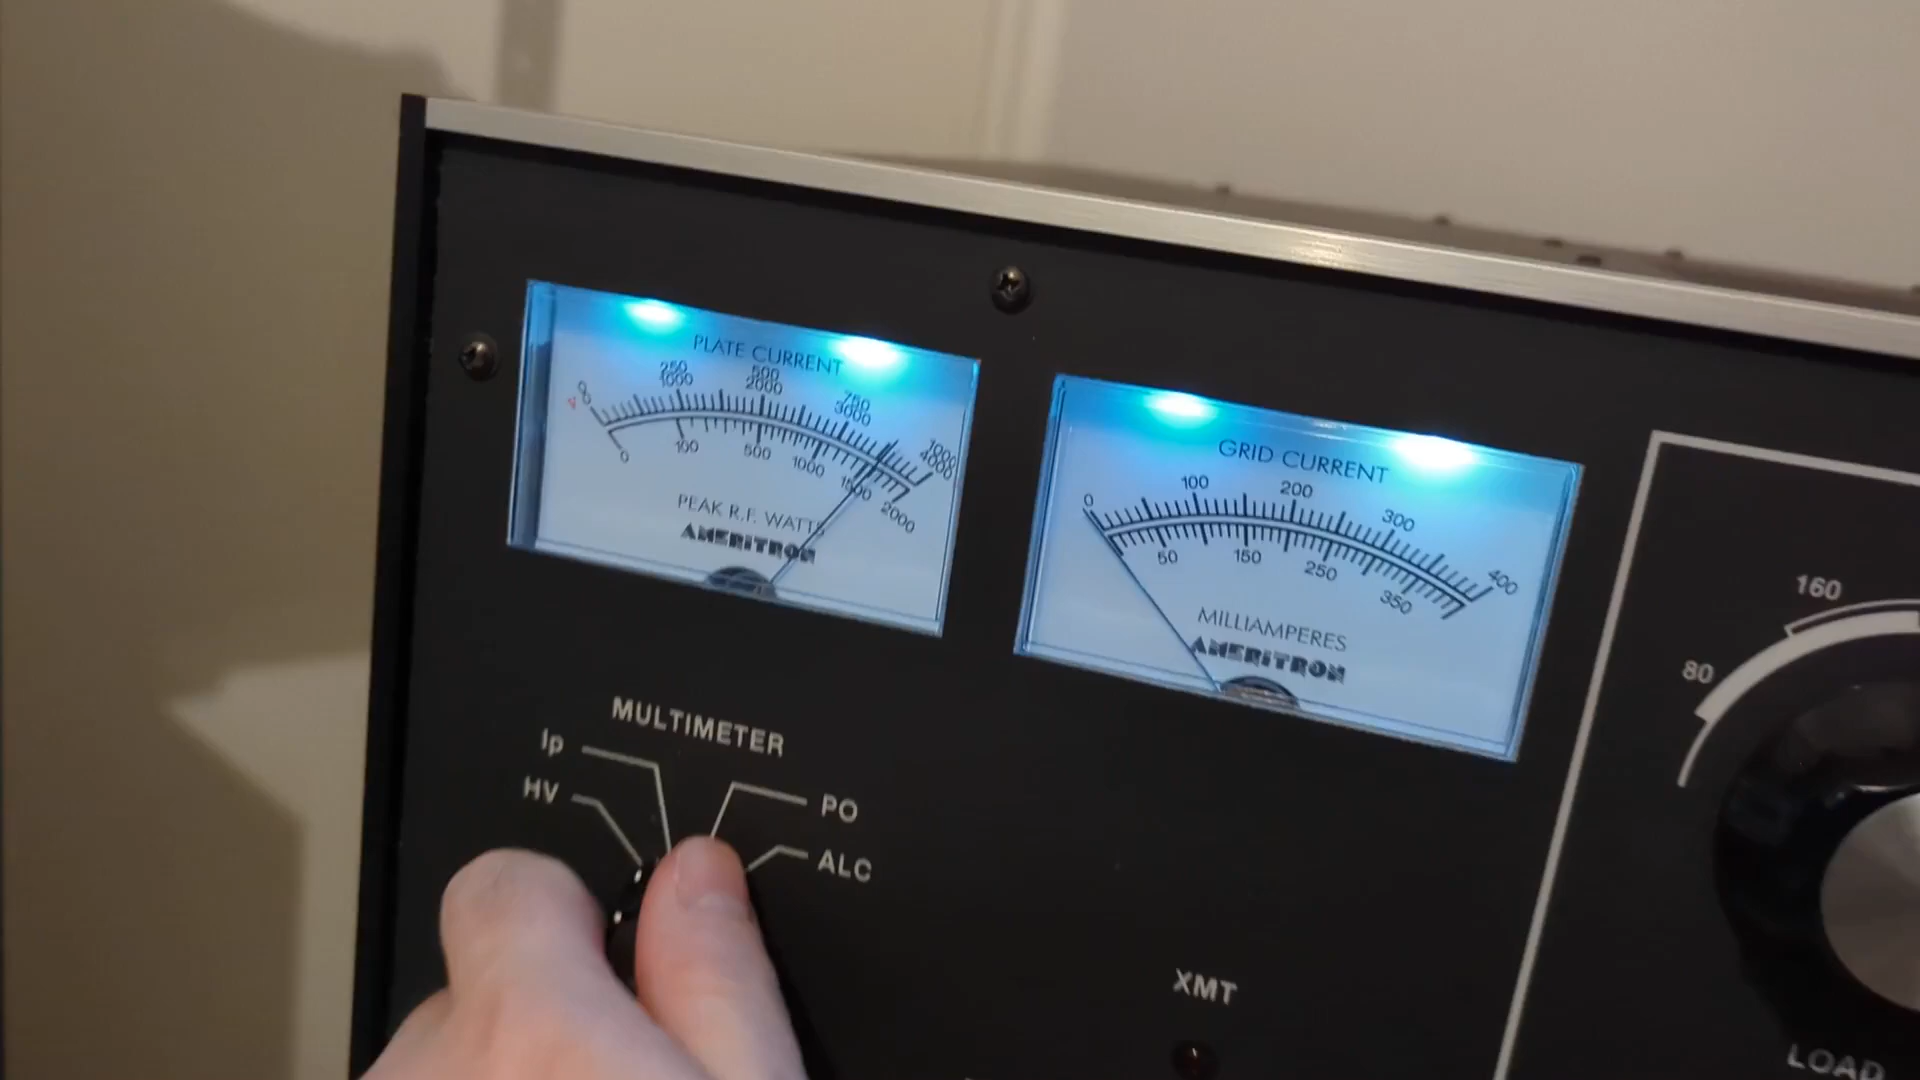 PLATE CURRENT
250 500 750 1000
0 1000 2000 3000 4000
0 100 500 1000 1500 2000
PEAK R.F. WATTS
AMERITRON
GRID CURRENT
0 100 200 300 400
50 150 250 350
MILLIAMPERES
AMERITRON
MULTIMETER
Ip
HV
PO
ALC
XMT
160
80
LOAD